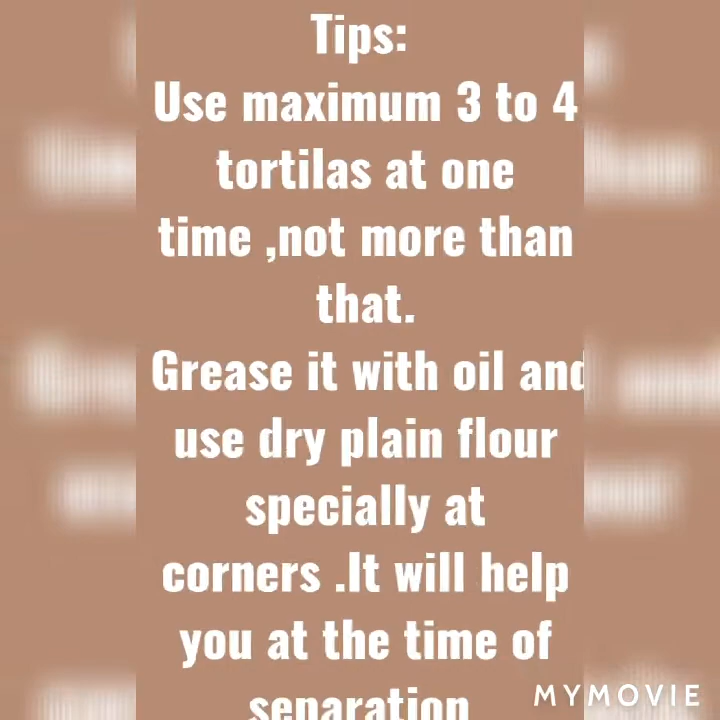 Tips:
Use maximum 3 to 4
tortilas at one
time ,not more than
that.
Grease it with oil and
use dry plain flour
specially at
corners .It will help
you at the time of
separation
MYMOVIE